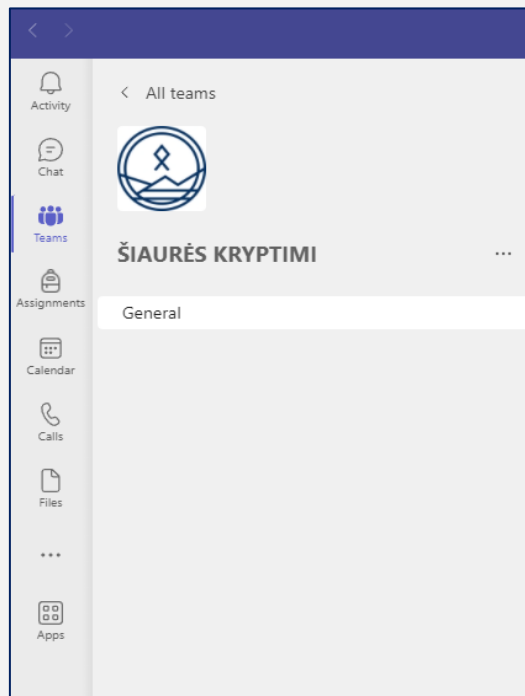 Activity
Chat
Teams
Assignments
Calendar
Calls
Files
Apps
All teams
ŠIAURĖS KRYPTIMI
General